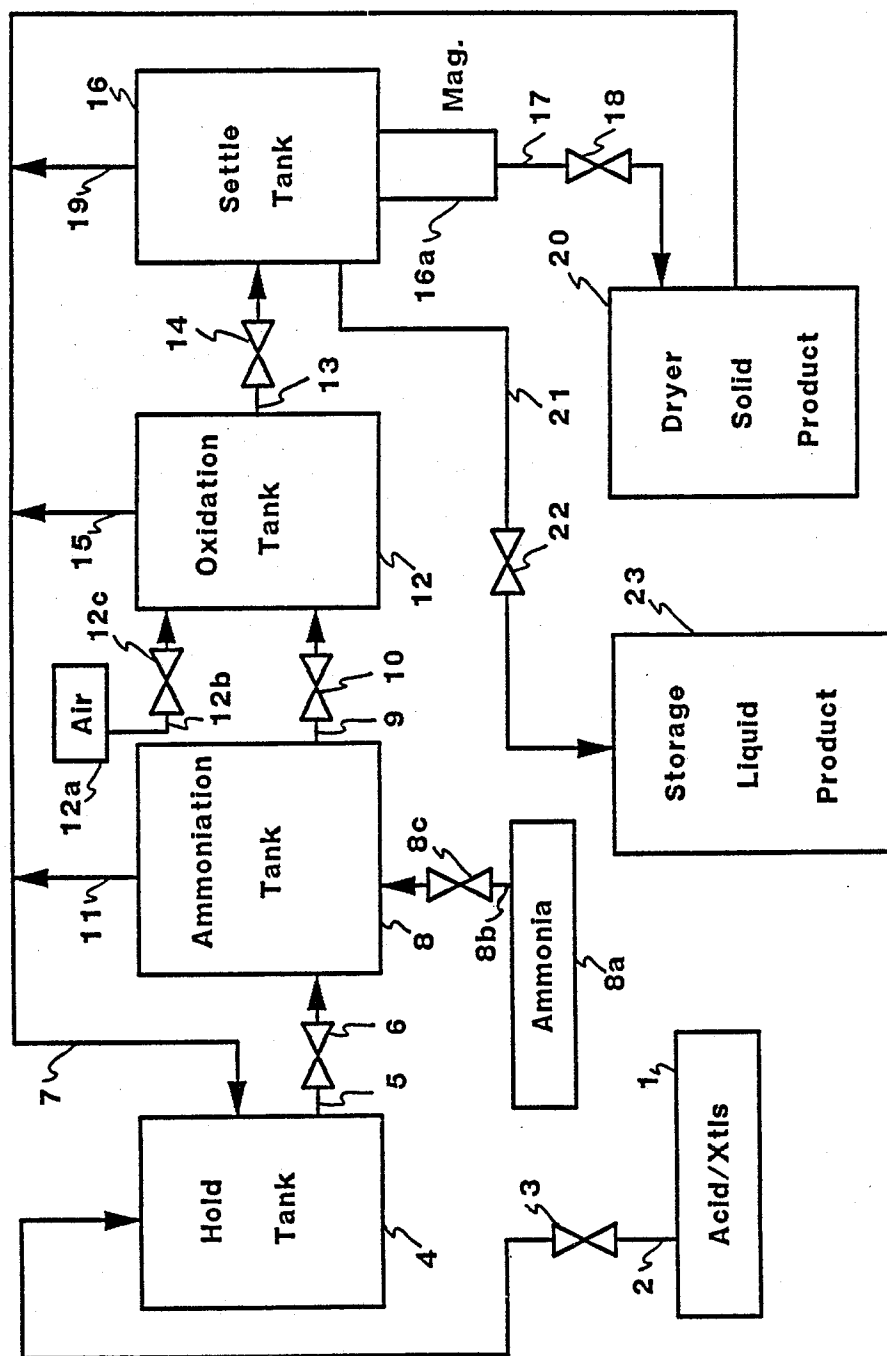 Hold
Tank
4
5
6
7
Acid/Xtls
1
2
3
Ammoniation
Tank
8
Ammonia
8a
8b
8c
9
10
11
Air
12a
12b
12c
Oxidation
Tank
12
13
14
15
Settle
Tank
16
16a
Mag.
17
18
19
Dryer
Solid
Product
20
21
22
Storage
Liquid
Product
23